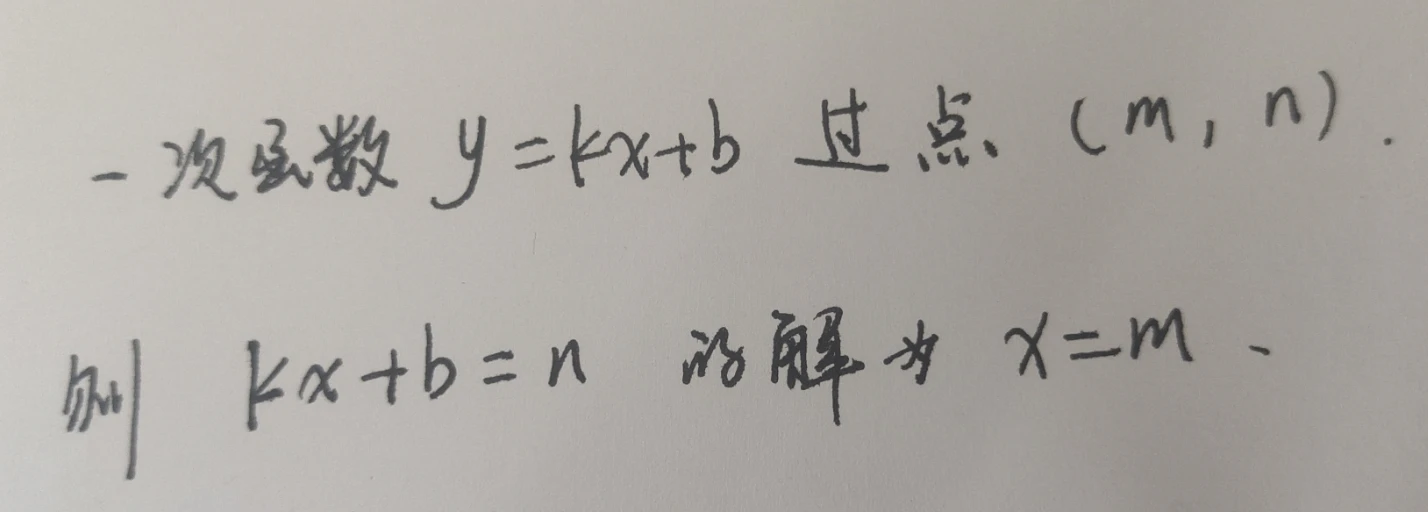 一次函数 y=kx+b 过点 (m, n).
则 kx+b=n 的解为 x=m.